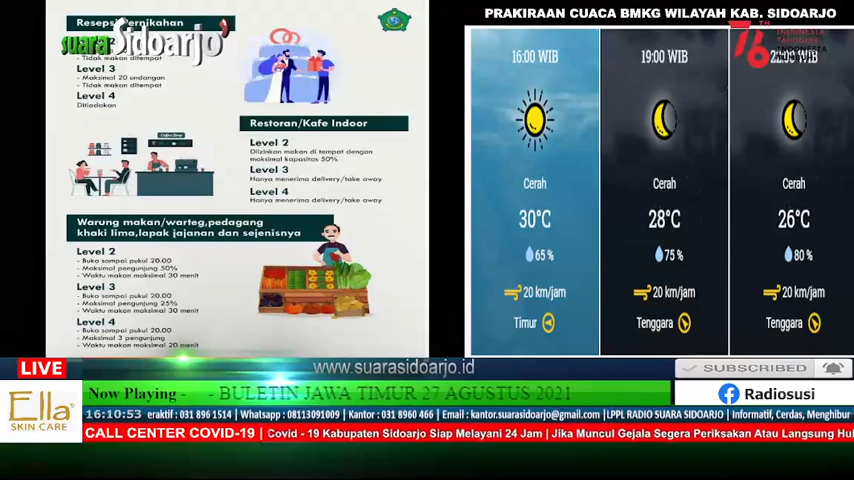 Resepsi Pernikahan
suaraSidoarjo
- Tidak makan ditempat
Level 3
- Maksimal 20 undangan
- Tidak makan ditempat
Level 4
Ditiadakan
Coffee Shop
Restoran/Kafe Indoor
Level 2
Diizinkan makan di tempat dengan
maksimal kapasitas 50%
Level 3
Hanya menerima delivery/take away
Level 4
Hanya menerima delivery/take away
Warung makan/warteg,pedagang
khaki lima,lapak jajanan dan sejenisnya
Level 2
- Buka sampai pukul 20.00
- Maksimal pengunjung 50%
- Waktu makan maksimal 30 menit
Level 3
- Buka sampai pukul 20.00
- Maksimal pengunjung 25%
- Waktu makan maksimal 30 menit
Level 4
- Buka sampai pukul 20.00
- Maksimal 3 pengunjung
- Waktu makan maksimal 20 menit
PRAKIRAAN CUACA BMKG WILAYAH KAB. SIDOARJO
76TH
INDONESIA
TANGGUH
INDONESIA
16:00 WIB
Cerah
30°C
65 %
20 km/jam
Timur
19:00 WIB
Cerah
28°C
75 %
20 km/jam
Tenggara
WIB
Cerah
26°C
80 %
20 km/jam
Tenggara
LIVE
www.suarasidoarjo.id
SUBSCRIBED
Now Playing -
- BULETIN JAWA TIMUR 27 AGUSTUS 2021
Radiosusi
Ella
SKIN CARE
16:10:53 eraktif : 031 896 1514 | Whatsapp : 08113091009 | Kantor : 031 8960 466 | Email : kantor.suarasidoarjo@gmail.com |LPPL RADIO SUARA SIDOARJO | Informatif, Cerdas, Menghibur
CALL CENTER COVID-19 | Covid - 19 Kabupaten Sidoarjo Siap Melayani 24 Jam | Jika Muncul Gejala Segera Periksakan Atau Langsung Hu